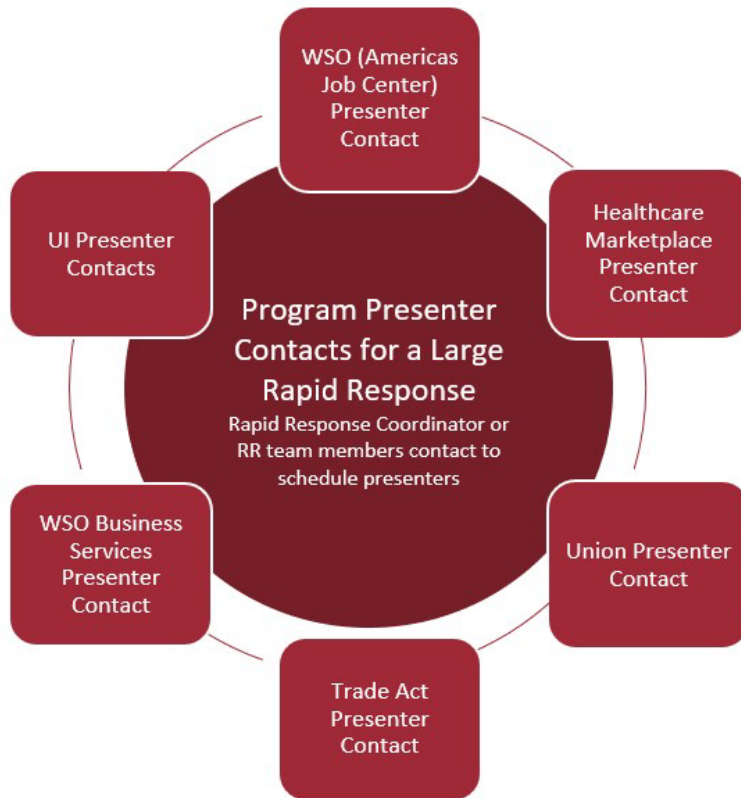 WSO (Americas
Job Center)
Presenter
Contact
Healthcare
Marketplace
Presenter
Contact
Union Presenter
Contact
Trade Act
Presenter
Contact
WSO Business
Services
Presenter
Contact
UI Presenter
Contacts
Program Presenter
Contacts for a Large
Rapid Response
Rapid Response Coordinator or
RR team members contact to
schedule presenters